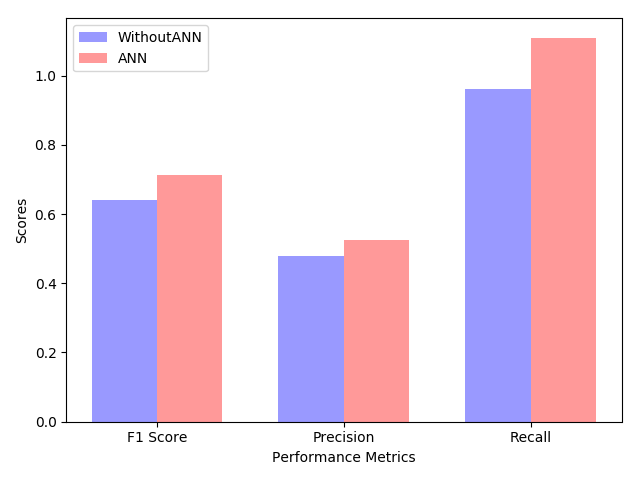 WithoutANN
ANN
1.0
0.8
0.6
0.4
0.2
0.0
Scores
F1 Score Precision Recall
Performance Metrics